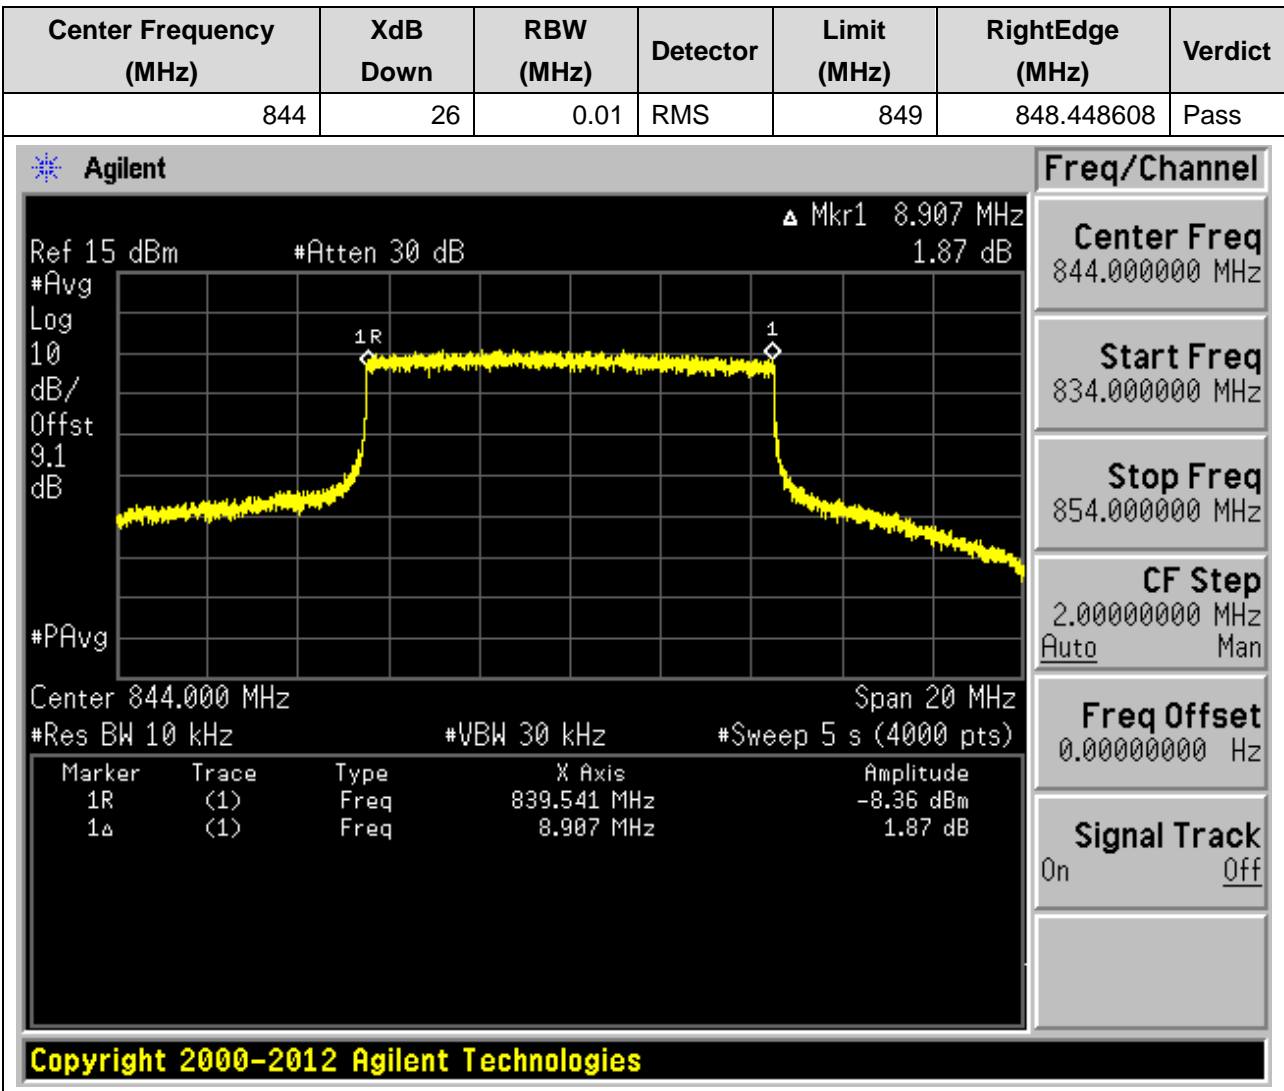 Center Frequency (MHz) XdB Down RBW (MHz) Detector Limit (MHz) RightEdge (MHz) Verdict
844 26 0.01 RMS 849 848.448608 Pass
Agilent
Freq/Channel
Δ Mkr1 8.907 MHz
Ref 15 dBm #Atten 30 dB 1.87 dB
#Avg
Log
10
dB/
Offst
9.1
dB
#PAvg
1R
1
Center 844.000 MHz Span 20 MHz
#Res BW 10 kHz #VBW 30 kHz #Sweep 5 s (4000 pts)
Marker Trace Type X Axis Amplitude
1R (1) Freq 839.541 MHz -8.36 dBm
1Δ (1) Freq 8.907 MHz 1.87 dB
Center Freq
844.000000 MHz
Start Freq
834.000000 MHz
Stop Freq
854.000000 MHz
CF Step
2.00000000 MHz
Auto Man
Freq Offset
0.00000000 Hz
Signal Track
On Off
Copyright 2000-2012 Agilent Technologies